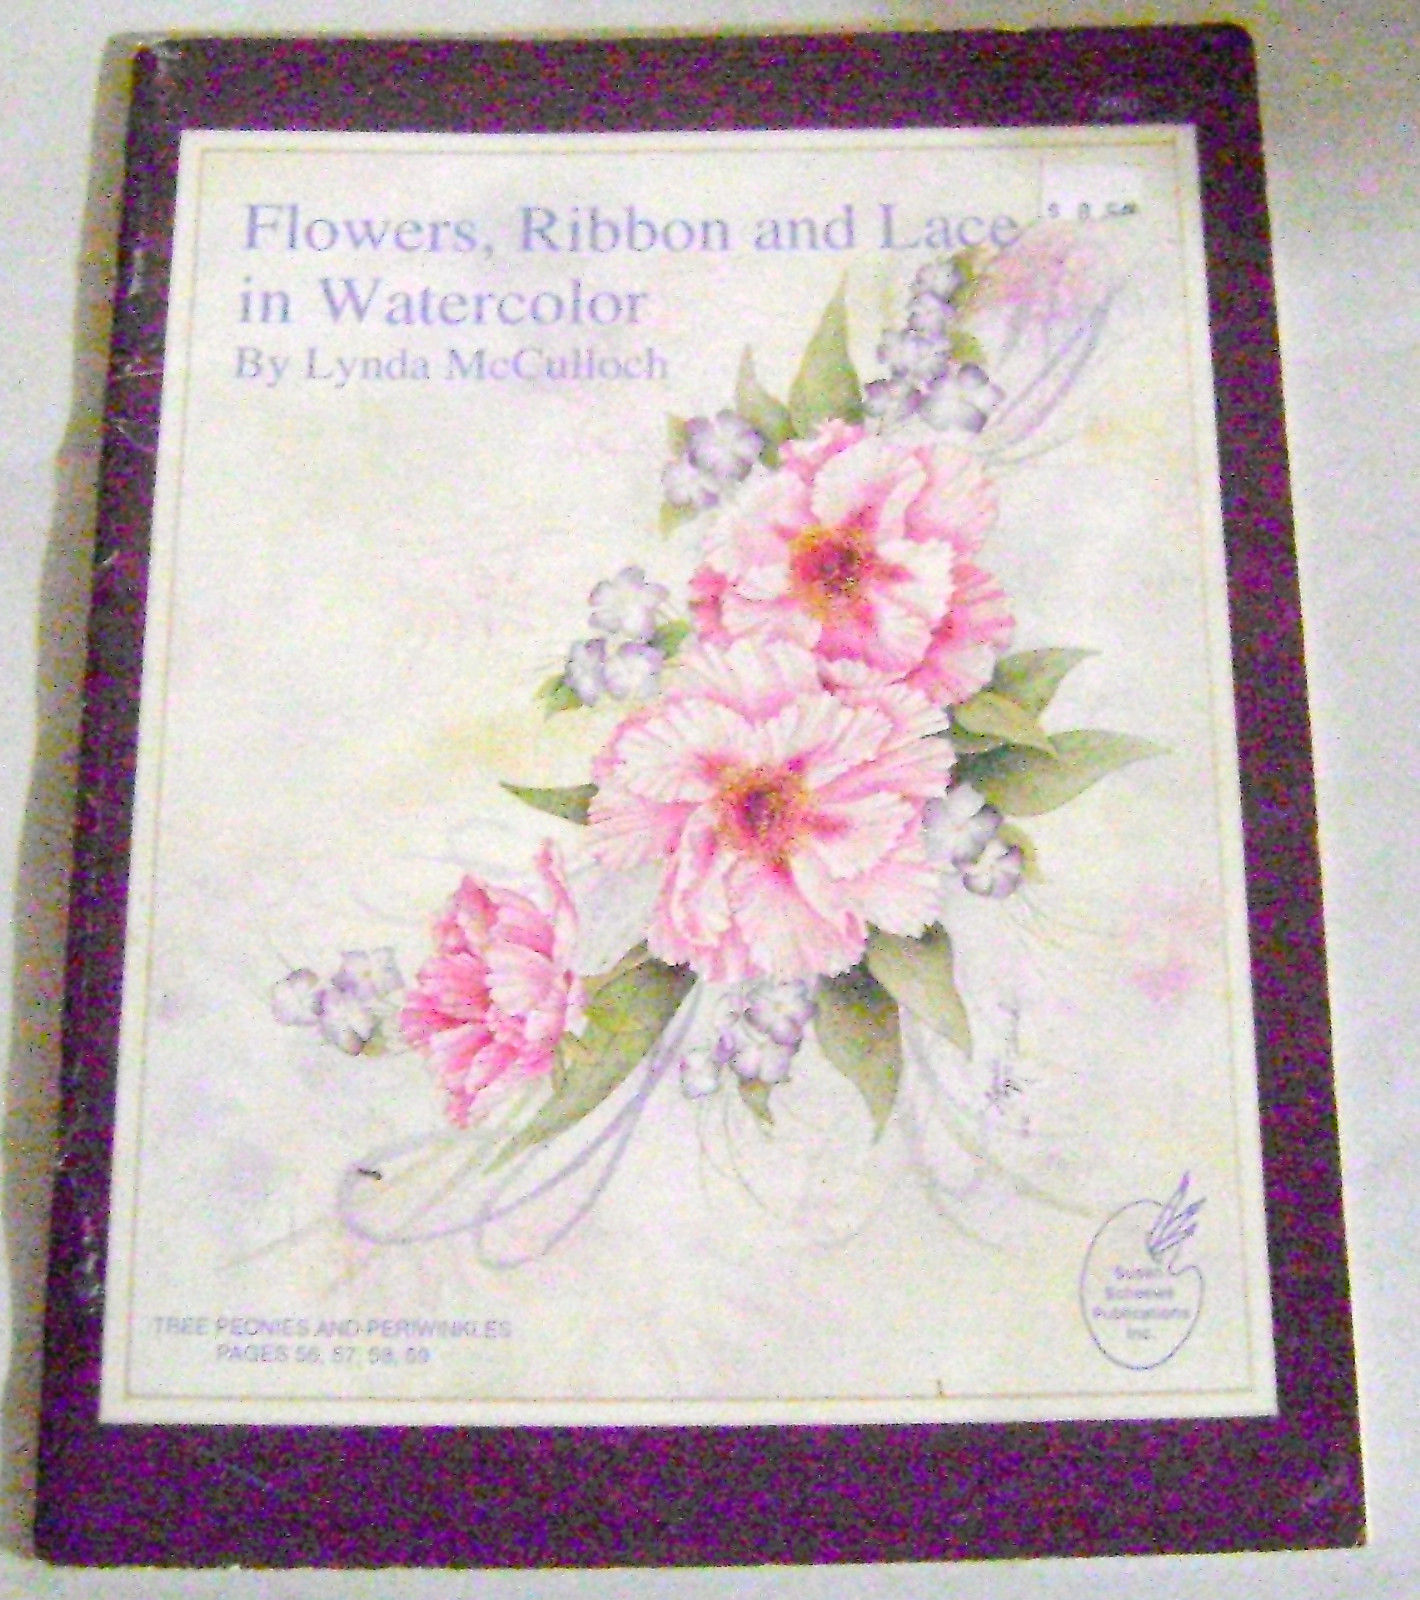 Flowers, Ribbon and Lace
in Watercolor
By Lynda McCulloch
TREE PEONIES AND PERIWINKLES
PAGES 56, 57, 58, 59
Susan
Scheewe
Publications
Inc.